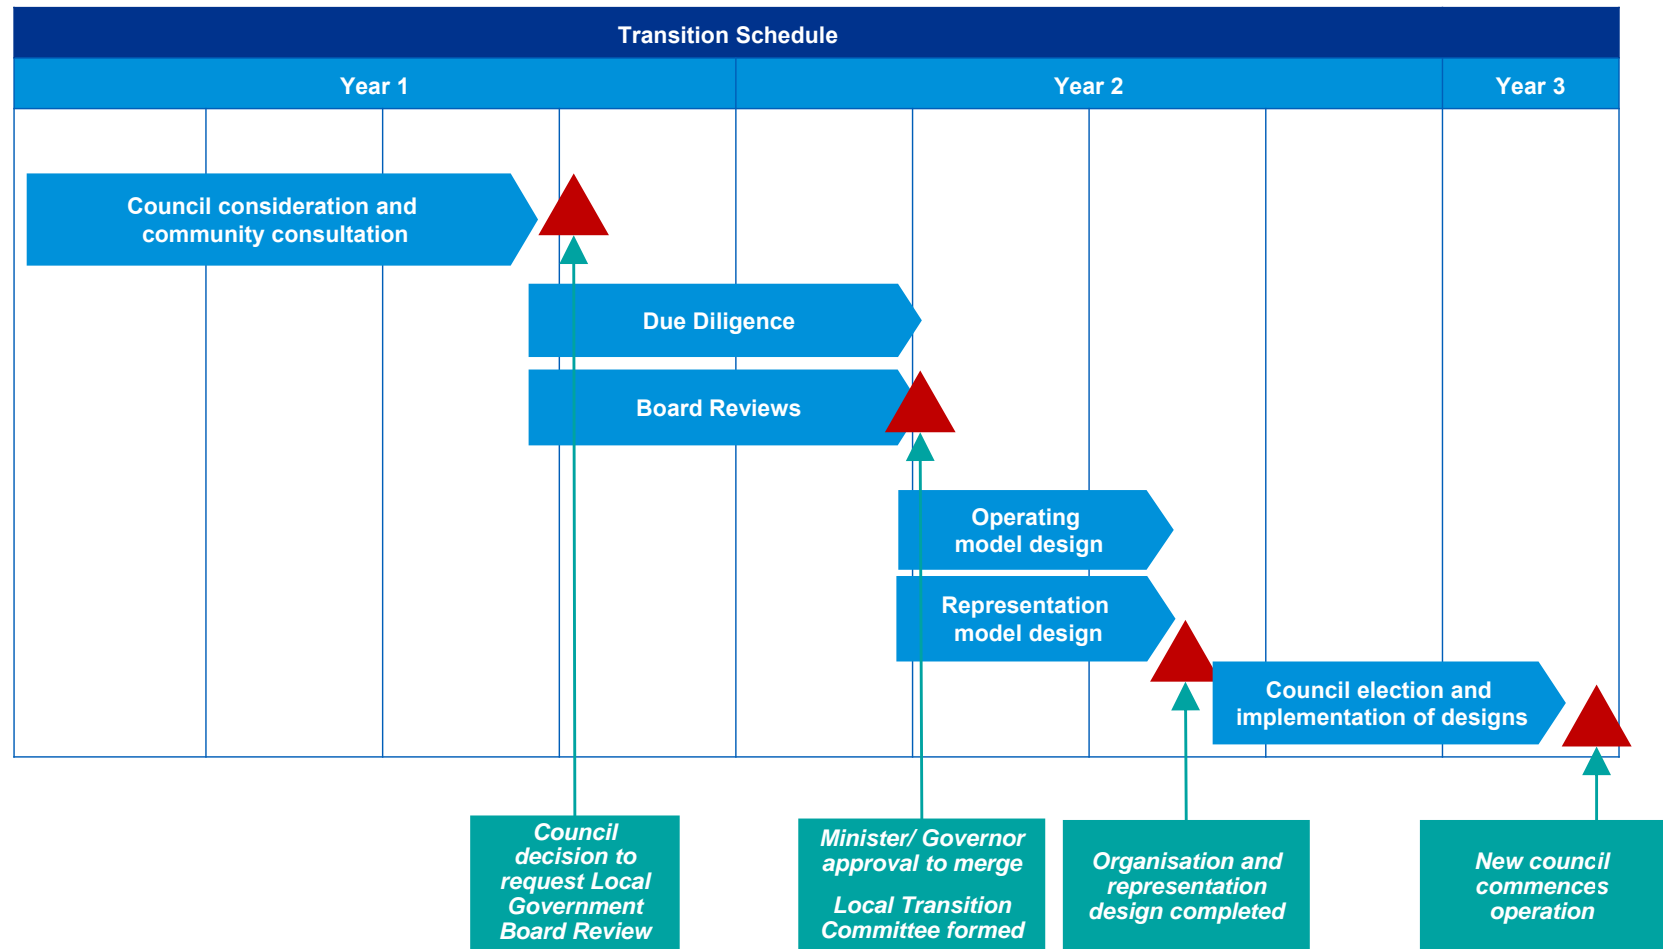 Transition Schedule
Year 1
Year 2
Year 3
Council consideration and
community consultation
Due Diligence
Board Reviews
Operating
model design
Representation
model design
Council election and
implementation of designs
Council
decision to
request Local
Government
Board Review
Minister/ Governor
approval to merge
Local Transition
Committee formed
Organisation and
representation
design completed
New council
commences
operation